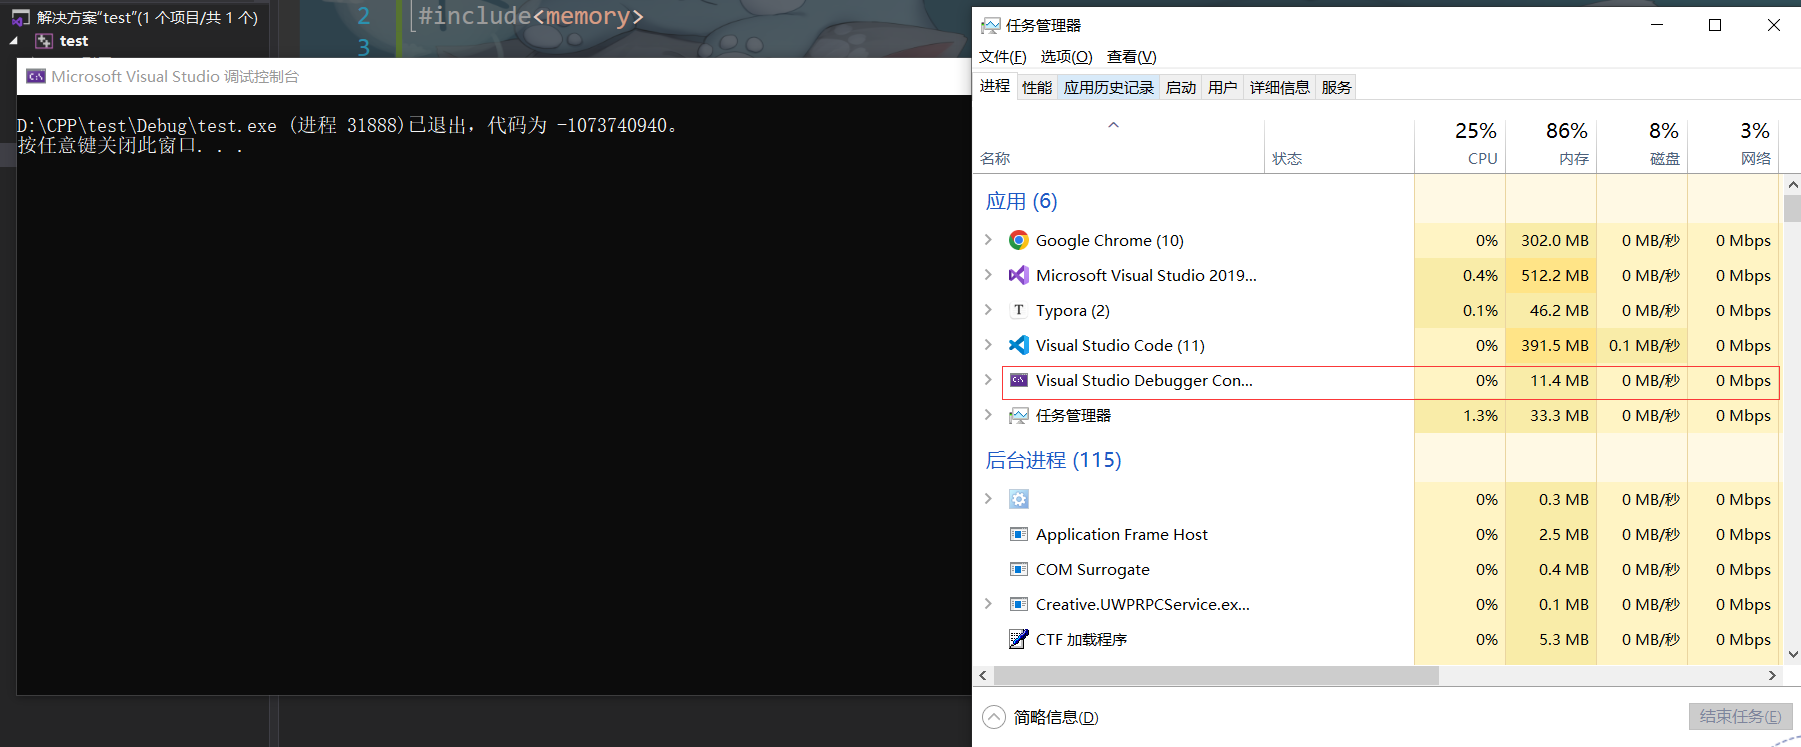 解决方案"test"(1 个项目/共 1 个)
test
2 #include<memory>
3
Microsoft Visual Studio 调试控制台
D:\CPP\test\Debug\test.exe (进程 31888)已退出，代码为 -1073740940。
按任意键关闭此窗口. . .
任务管理器
文件(F) 选项(O) 查看(V)
进程 性能 应用历史记录 启动 用户 详细信息 服务
25% 86% 8% 3%
名称 状态 CPU 内存 磁盘 网络
应用 (6)
Google Chrome (10) 0% 302.0 MB 0 MB/秒 0 Mbps
Microsoft Visual Studio 2019... 0.4% 512.2 MB 0 MB/秒 0 Mbps
Typora (2) 0.1% 46.2 MB 0 MB/秒 0 Mbps
Visual Studio Code (11) 0% 391.5 MB 0.1 MB/秒 0 Mbps
Visual Studio Debugger Con... 0% 11.4 MB 0 MB/秒 0 Mbps
任务管理器 1.3% 33.3 MB 0 MB/秒 0 Mbps
后台进程 (115)
0% 0.3 MB 0 MB/秒 0 Mbps
Application Frame Host 0% 2.5 MB 0 MB/秒 0 Mbps
COM Surrogate 0% 0.4 MB 0 MB/秒 0 Mbps
Creative.UWPRPCService.ex... 0% 0.1 MB 0 MB/秒 0 Mbps
CTF 加载程序 0% 5.3 MB 0 MB/秒 0 Mbps
简略信息(D)
结束任务(E)